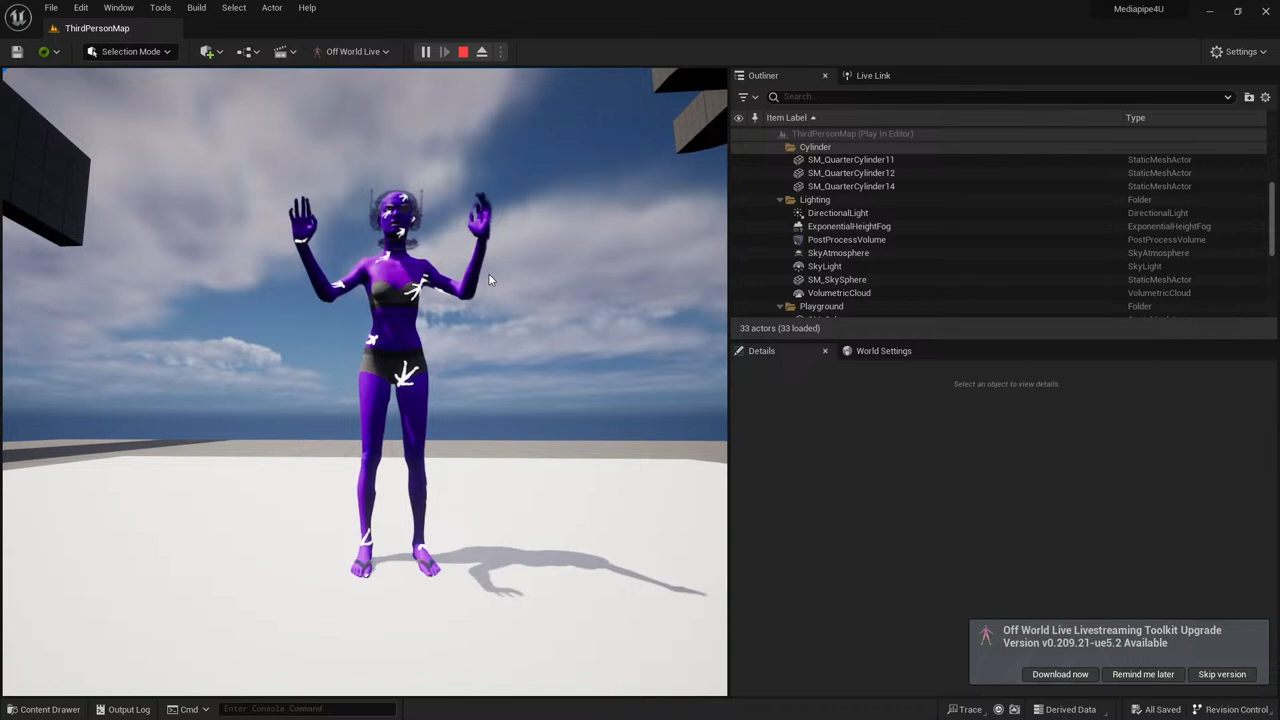 File Edit Window Tools Build Select Actor Help
Mediapipe4U
ThirdPersonMap
Selection Mode
Off World Live
Settings
Outliner
Live Link
Search...
Item Label
Type
ThirdPersonMap (Play In Editor)
Cylinder
SM_QuarterCylinder11 StaticMeshActor
SM_QuarterCylinder12 StaticMeshActor
SM_QuarterCylinder14 StaticMeshActor
Lighting Folder
DirectionalLight DirectionalLight
ExponentialHeightFog ExponentialHeightFog
PostProcessVolume PostProcessVolume
SkyAtmosphere SkyAtmosphere
SkyLight SkyLight
SM_SkySphere StaticMeshActor
VolumetricCloud VolumetricCloud
Playground Folder
33 actors (33 loaded)
Details
World Settings
Select an object to view details.
Off World Live Livestreaming Toolkit Upgrade
Version v0.209.21-ue5.2 Available
Download now Remind me later Skip version
Content Drawer Output Log Cmd Enter Console Command Trace Derived Data All Saved Revision Control